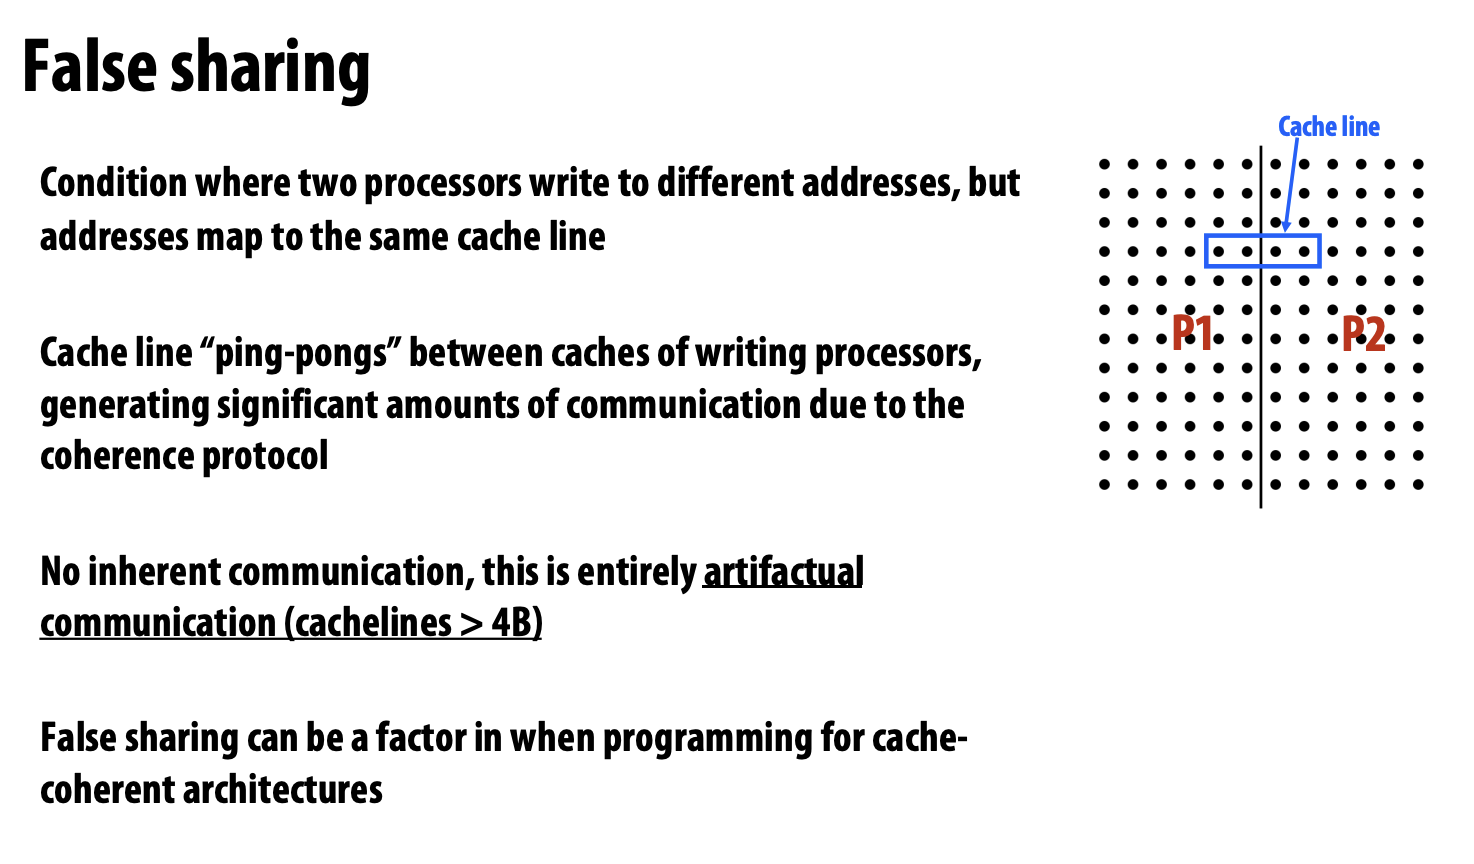 False sharing
Cache line
Condition where two processors write to different addresses, but
addresses map to the same cache line
Cache line “ping-pongs” between caches of writing processors,
generating significant amounts of communication due to the
coherence protocol
P1
P2
No inherent communication, this is entirely artifactual
communication (cachelines > 4B)
False sharing can be a factor in when programming for cache-
coherent architectures